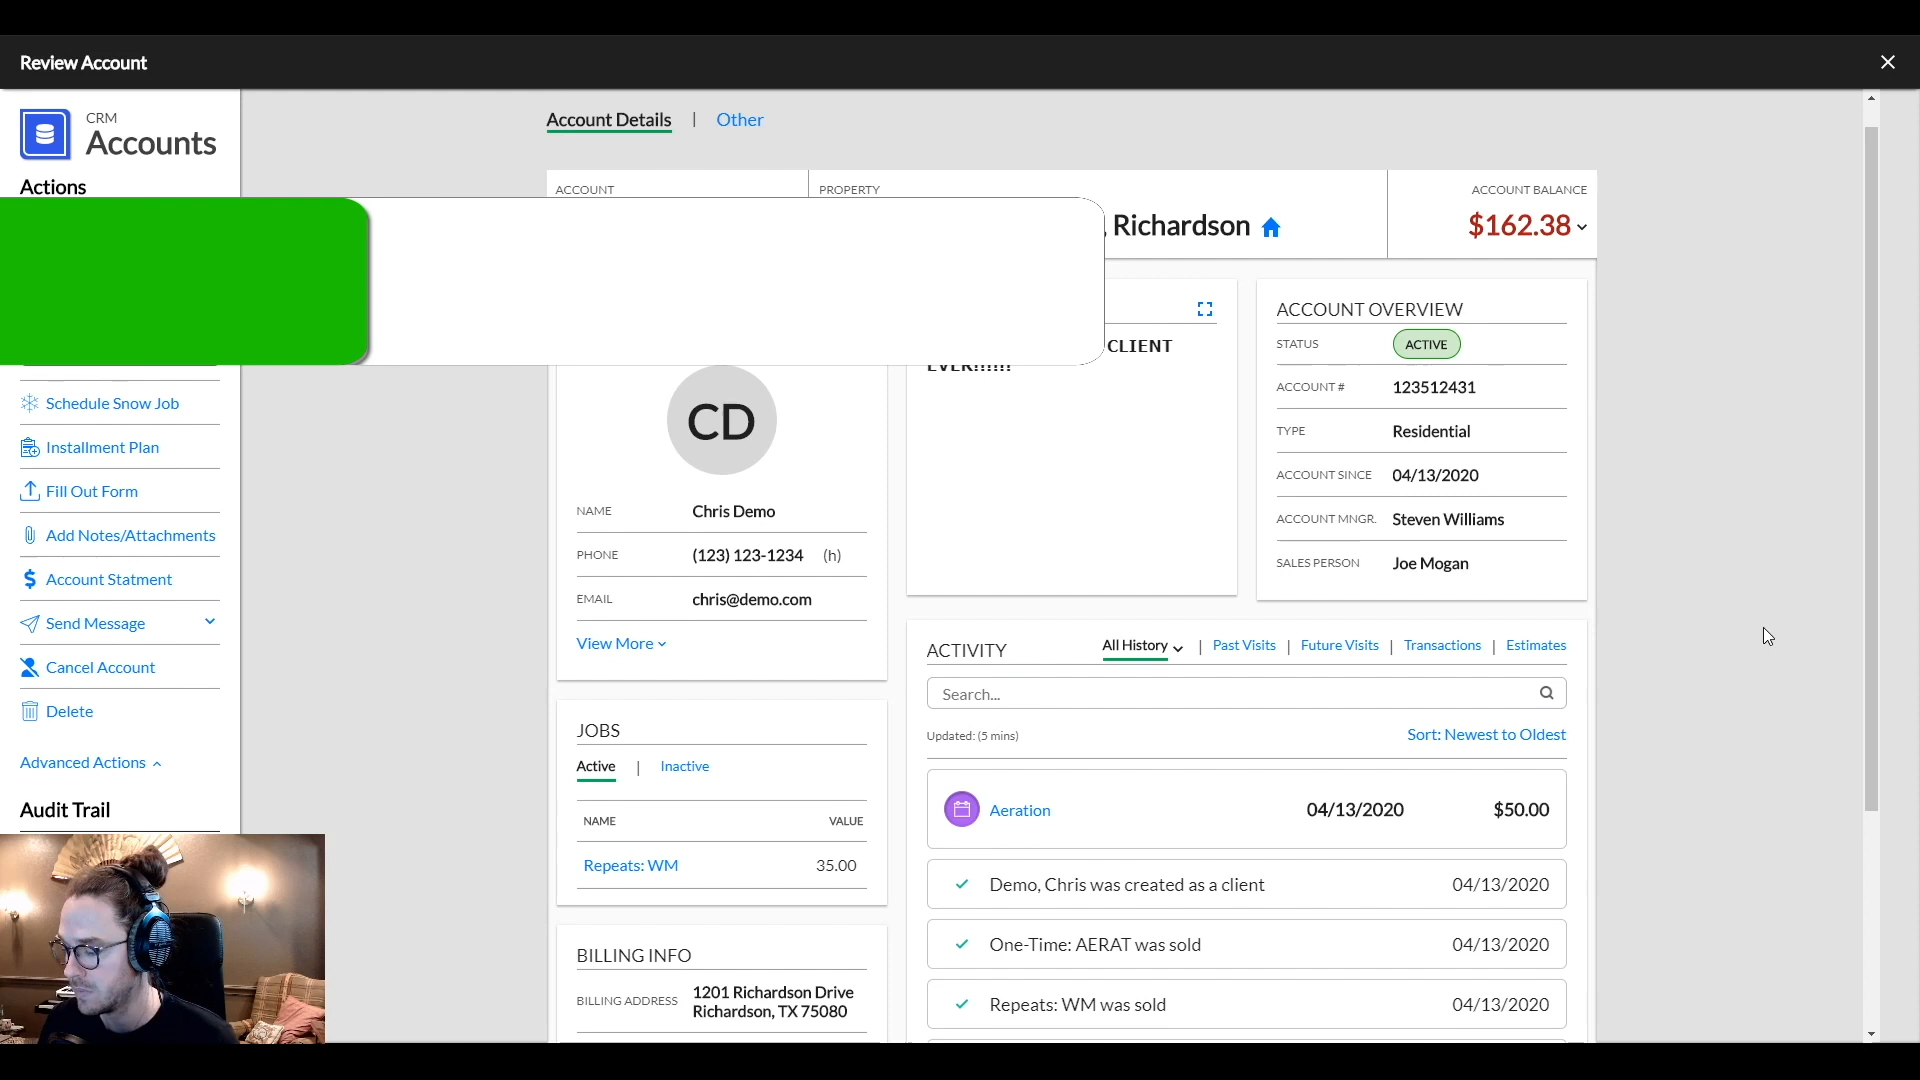 Review Account
CRM
Accounts
Actions
Schedule Snow Job
Installment Plan
Fill Out Form
Add Notes/Attachments
Account Statment
Send Message
Cancel Account
Delete
Advanced Actions
Audit Trail
Account Details | Other
ACCOUNT
PROPERTY
, Richardson
ACCOUNT BALANCE
$162.38
CD
NAME Chris Demo
PHONE (123) 123-1234 (h)
EMAIL chris@demo.com
View More
JOBS
Active | Inactive
NAME VALUE
Repeats: WM 35.00
BILLING INFO
BILLING ADDRESS 1201 Richardson Drive
Richardson, TX 75080
CLIENT
EVER!!!!!!
ACCOUNT OVERVIEW
STATUS ACTIVE
ACCOUNT # 123512431
TYPE Residential
ACCOUNT SINCE 04/13/2020
ACCOUNT MNGR. Steven Williams
SALES PERSON Joe Mogan
ACTIVITY
All History | Past Visits | Future Visits | Transactions | Estimates
Search...
Updated: (5 mins)
Sort: Newest to Oldest
Aeration 04/13/2020 $50.00
Demo, Chris was created as a client 04/13/2020
One-Time: AERAT was sold 04/13/2020
Repeats: WM was sold 04/13/2020